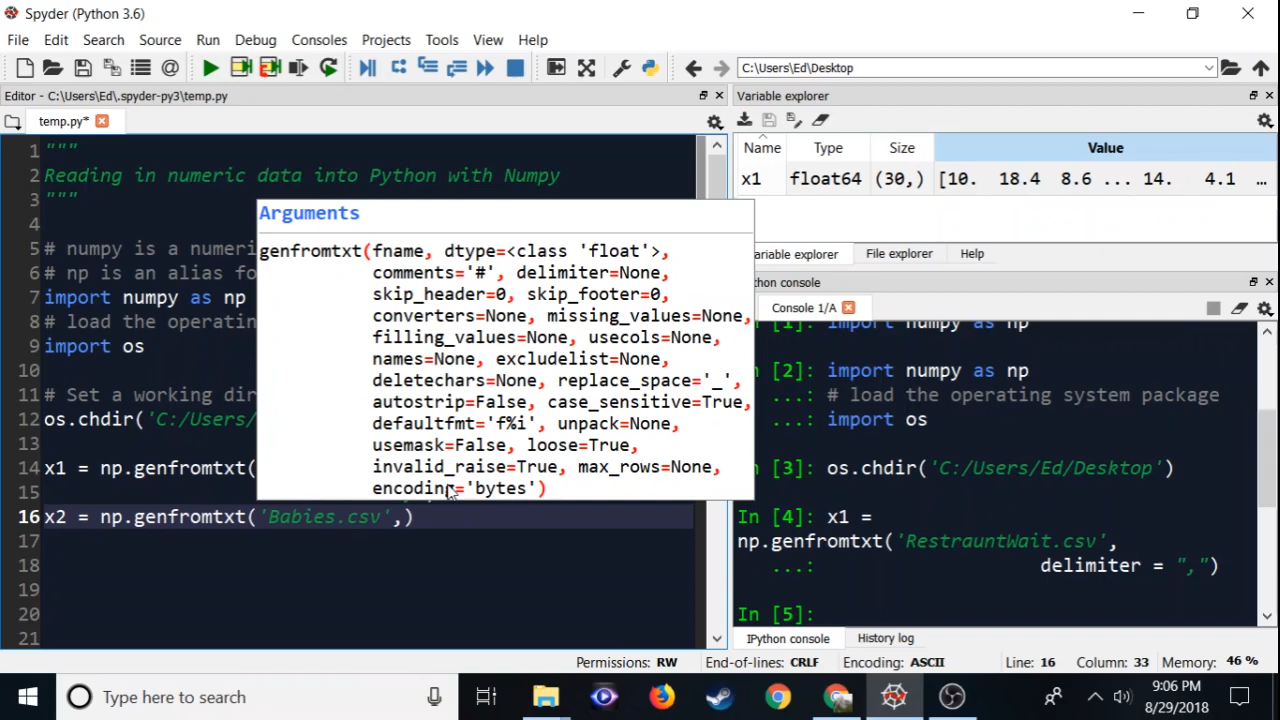 Spyder (Python 3.6)
File Edit Search Source Run Debug Consoles Projects Tools View Help
C:\Users\Ed\Desktop
Editor - C:\Users\Ed\.spyder-py3\temp.py
temp.py*
1 """
2 Reading in numeric data into Python with Numpy
3 """
4
5 # numpy is a numeri
6 # np is an alias fo
7 import numpy as np
8 # load the operatin
9 import os
10
11 # Set a working dir
12 os.chdir('C:/Users/
13
14 x1 = np.genfromtxt(
15
16 x2 = np.genfromtxt('Babies.csv',)
17
18
19
20
21
Arguments
genfromtxt(fname, dtype=<class 'float'>,
comments='#', delimiter=None,
skip_header=0, skip_footer=0,
converters=None, missing_values=None,
filling_values=None, usecols=None,
names=None, excludelist=None,
deletechars=None, replace_space='_',
autostrip=False, case_sensitive=True,
defaultfmt='f%i', unpack=None,
usemask=False, loose=True,
invalid_raise=True, max_rows=None,
encoding='bytes')
Variable explorer
Name Type Size Value
x1 float64 (30,) [10. 18.4 8.6 ... 14. 4.1 …
ariable explorer File explorer Help
ython console
Console 1/A
n [1]: import numpy as np
n [2]: import numpy as np
...: # load the operating system package
...: import os
n [3]: os.chdir('C:/Users/Ed/Desktop')
In [4]: x1 =
np.genfromtxt('RestrauntWait.csv',
...: delimiter = ",")
In [5]:
IPython console History log
Permissions: RW End-of-lines: CRLF Encoding: ASCII Line: 16 Column: 33 Memory: 46 %
Type here to search
9:06 PM
8/29/2018